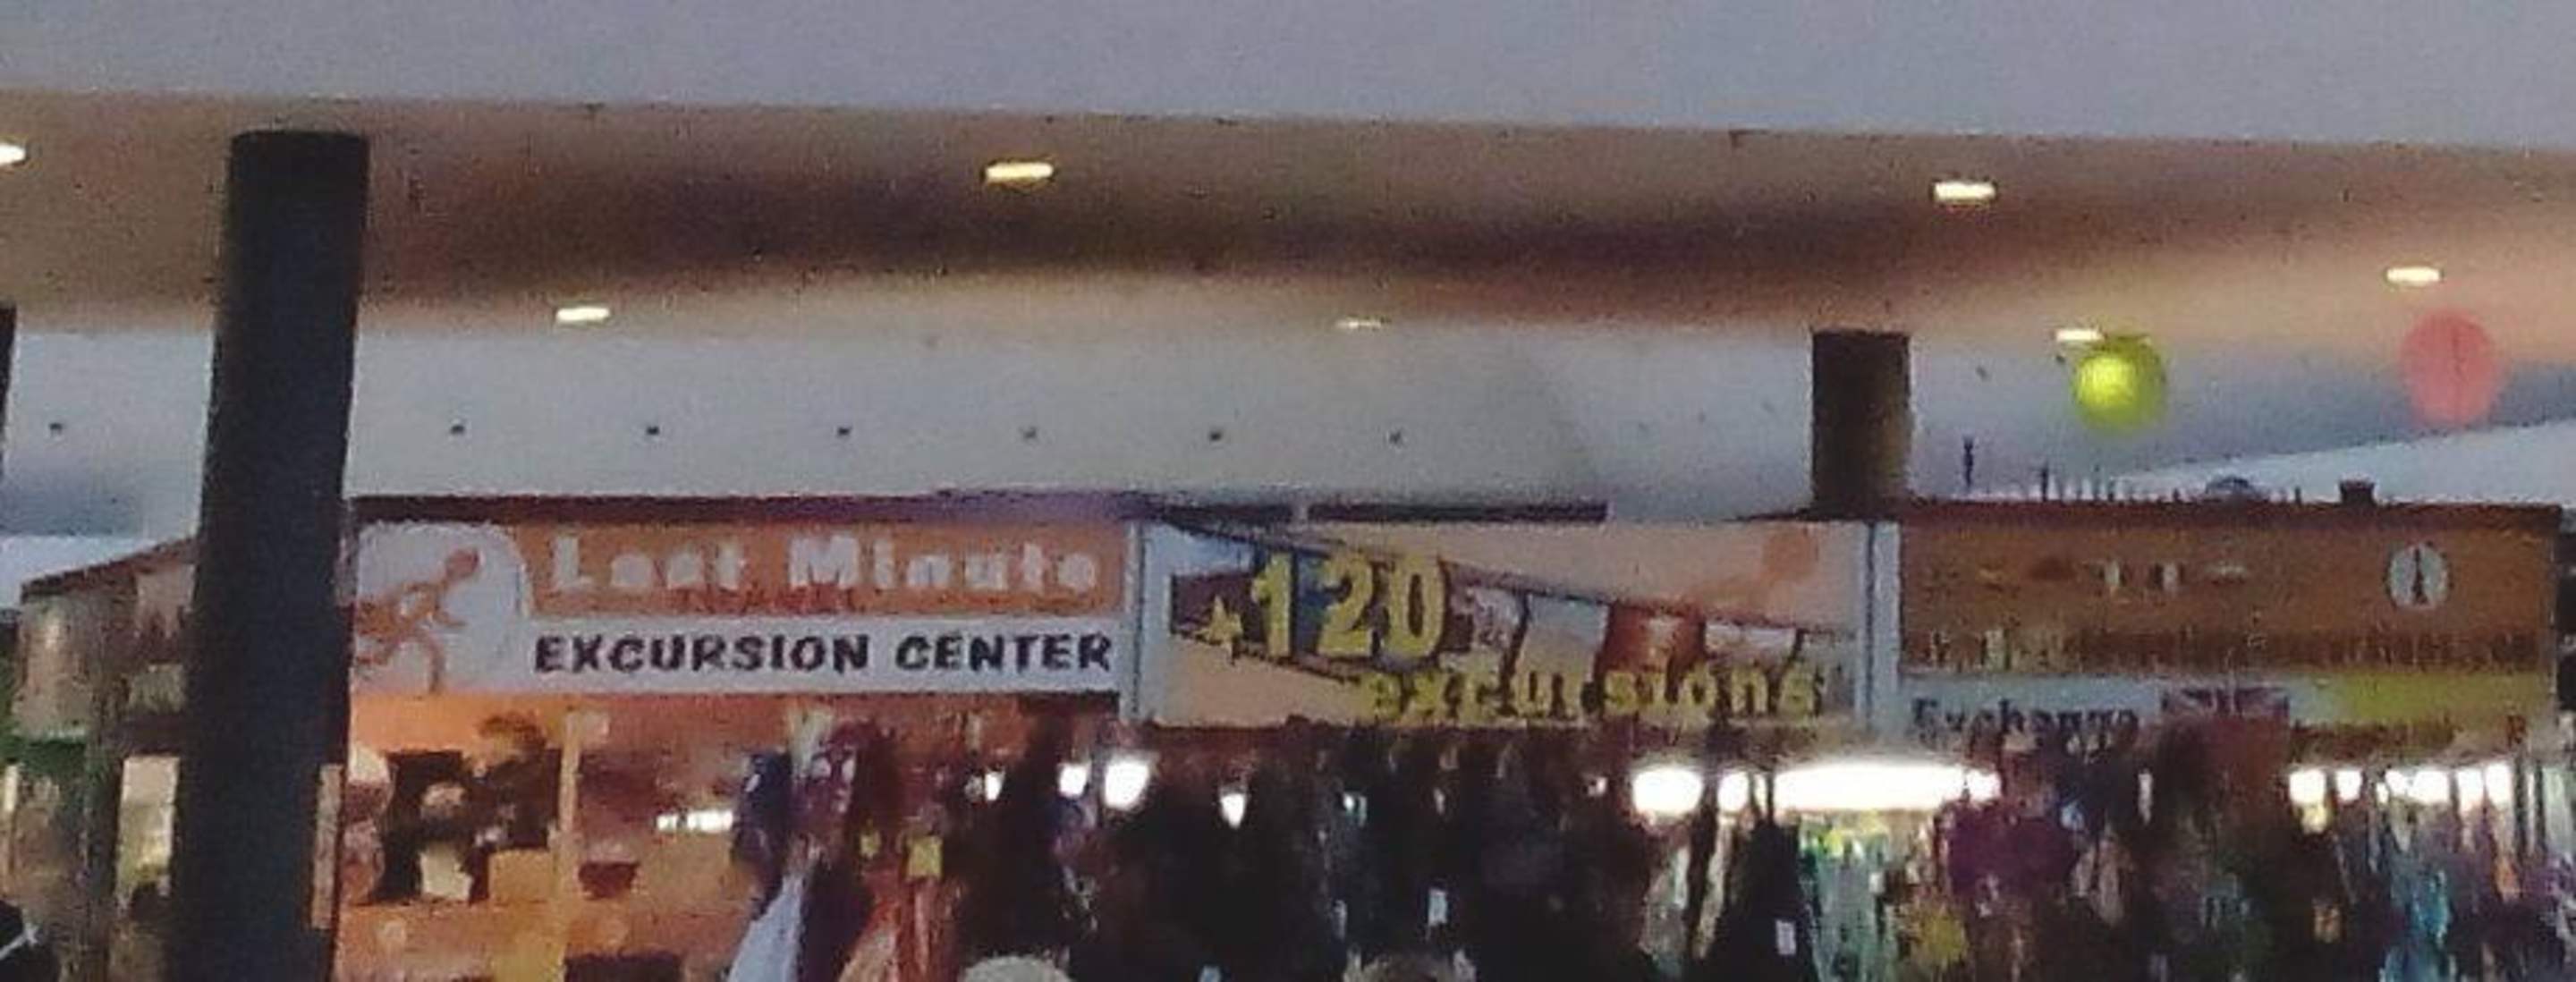 Last Minute
EXCURSION CENTER
+120
excursions
Exchange